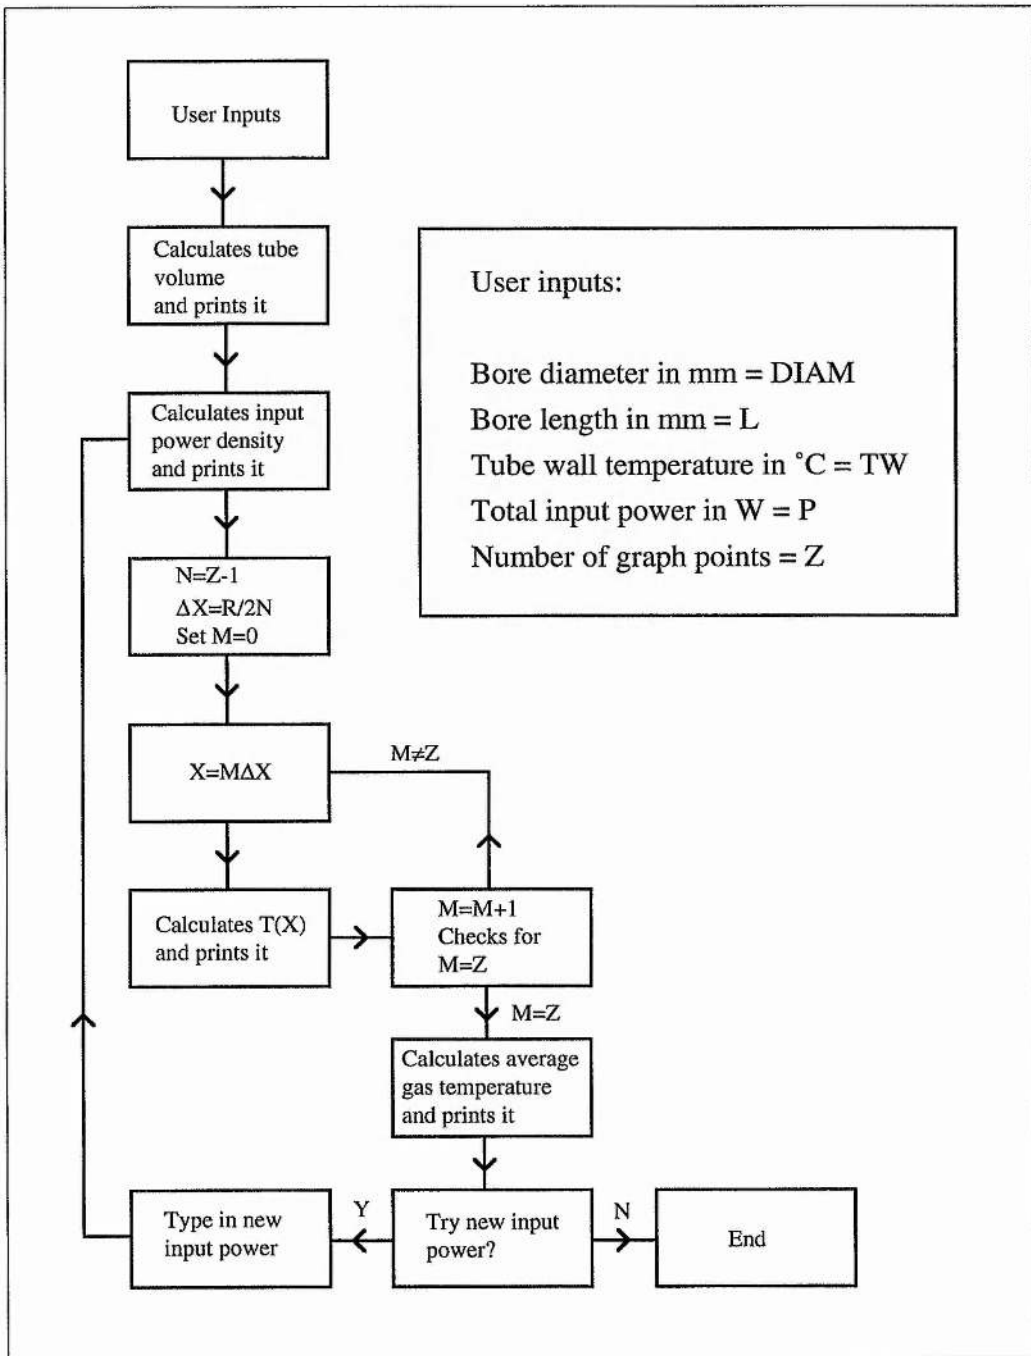 User Inputs
Calculates tube
volume
and prints it
Calculates input
power density
and prints it
N=Z-1
ΔX=R/2N
Set M=0
X=MΔX
M≠Z
Calculates T(X)
and prints it
M=M+1
Checks for
M=Z
M=Z
Calculates average
gas temperature
and prints it
Try new input
power?
Y
Type in new
input power
N
End
User inputs:
Bore diameter in mm = DIAM
Bore length in mm = L
Tube wall temperature in °C = TW
Total input power in W = P
Number of graph points = Z